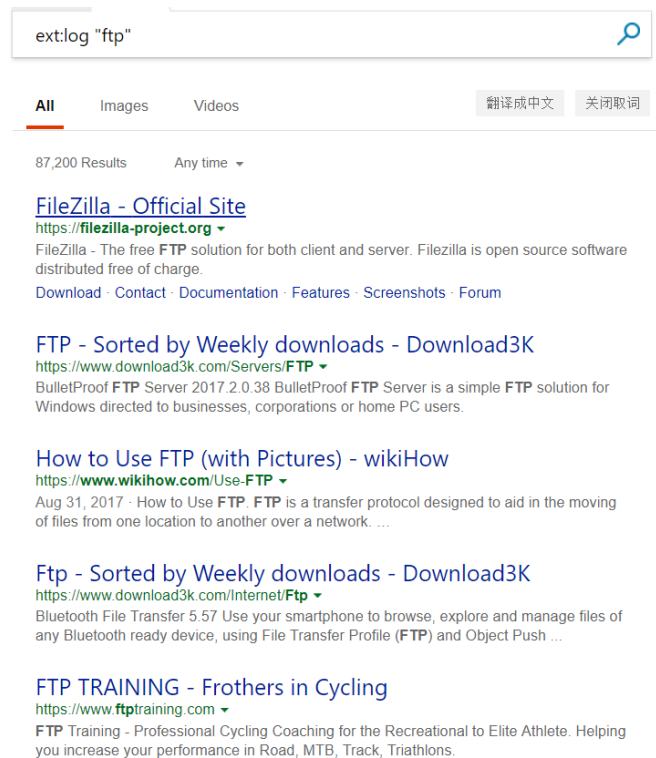 ext:log "ftp"
All Images Videos 翻译成中文 关闭取词
87,200 Results Any time
FileZilla - Official Site
https://filezilla-project.org
FileZilla - The free FTP solution for both client and server. Filezilla is open source software
distributed free of charge.
Download · Contact · Documentation · Features · Screenshots · Forum
FTP - Sorted by Weekly downloads - Download3K
https://www.download3k.com/Servers/FTP
BulletProof FTP Server 2017.2.0.38 BulletProof FTP Server is a simple FTP solution for
Windows directed to businesses, corporations or home PC users.
How to Use FTP (with Pictures) - wikiHow
https://www.wikihow.com/Use-FTP
Aug 31, 2017 · How to Use FTP. FTP is a transfer protocol designed to aid in the moving
of files from one location to another over a network. ...
Ftp - Sorted by Weekly downloads - Download3K
https://www.download3k.com/Internet/Ftp
Bluetooth File Transfer 5.57 Use your smartphone to browse, explore and manage files of
any Bluetooth ready device, using File Transfer Profile (FTP) and Object Push ...
FTP TRAINING - Frothers in Cycling
https://www.ftptraining.com
FTP Training - Professional Cycling Coaching for the Recreational to Elite Athlete. Helping
you increase your performance in Road, MTB, Track, Triathlons.